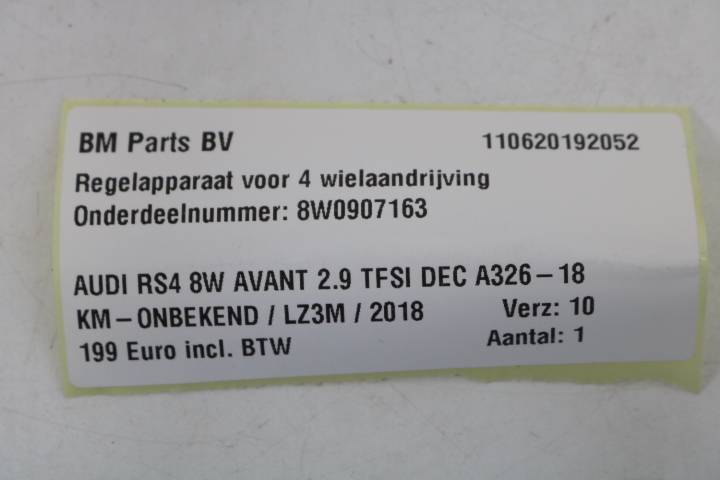 BM Parts BV 110620192052
Regelapparaat voor 4 wielaandrijving
Onderdeelnummer: 8W0907163
AUDI RS4 8W AVANT 2.9 TFSI DEC A326-18
KM-ONBEKEND / LZ3M / 2018 Verz: 10
199 Euro incl. BTW Aantal: 1